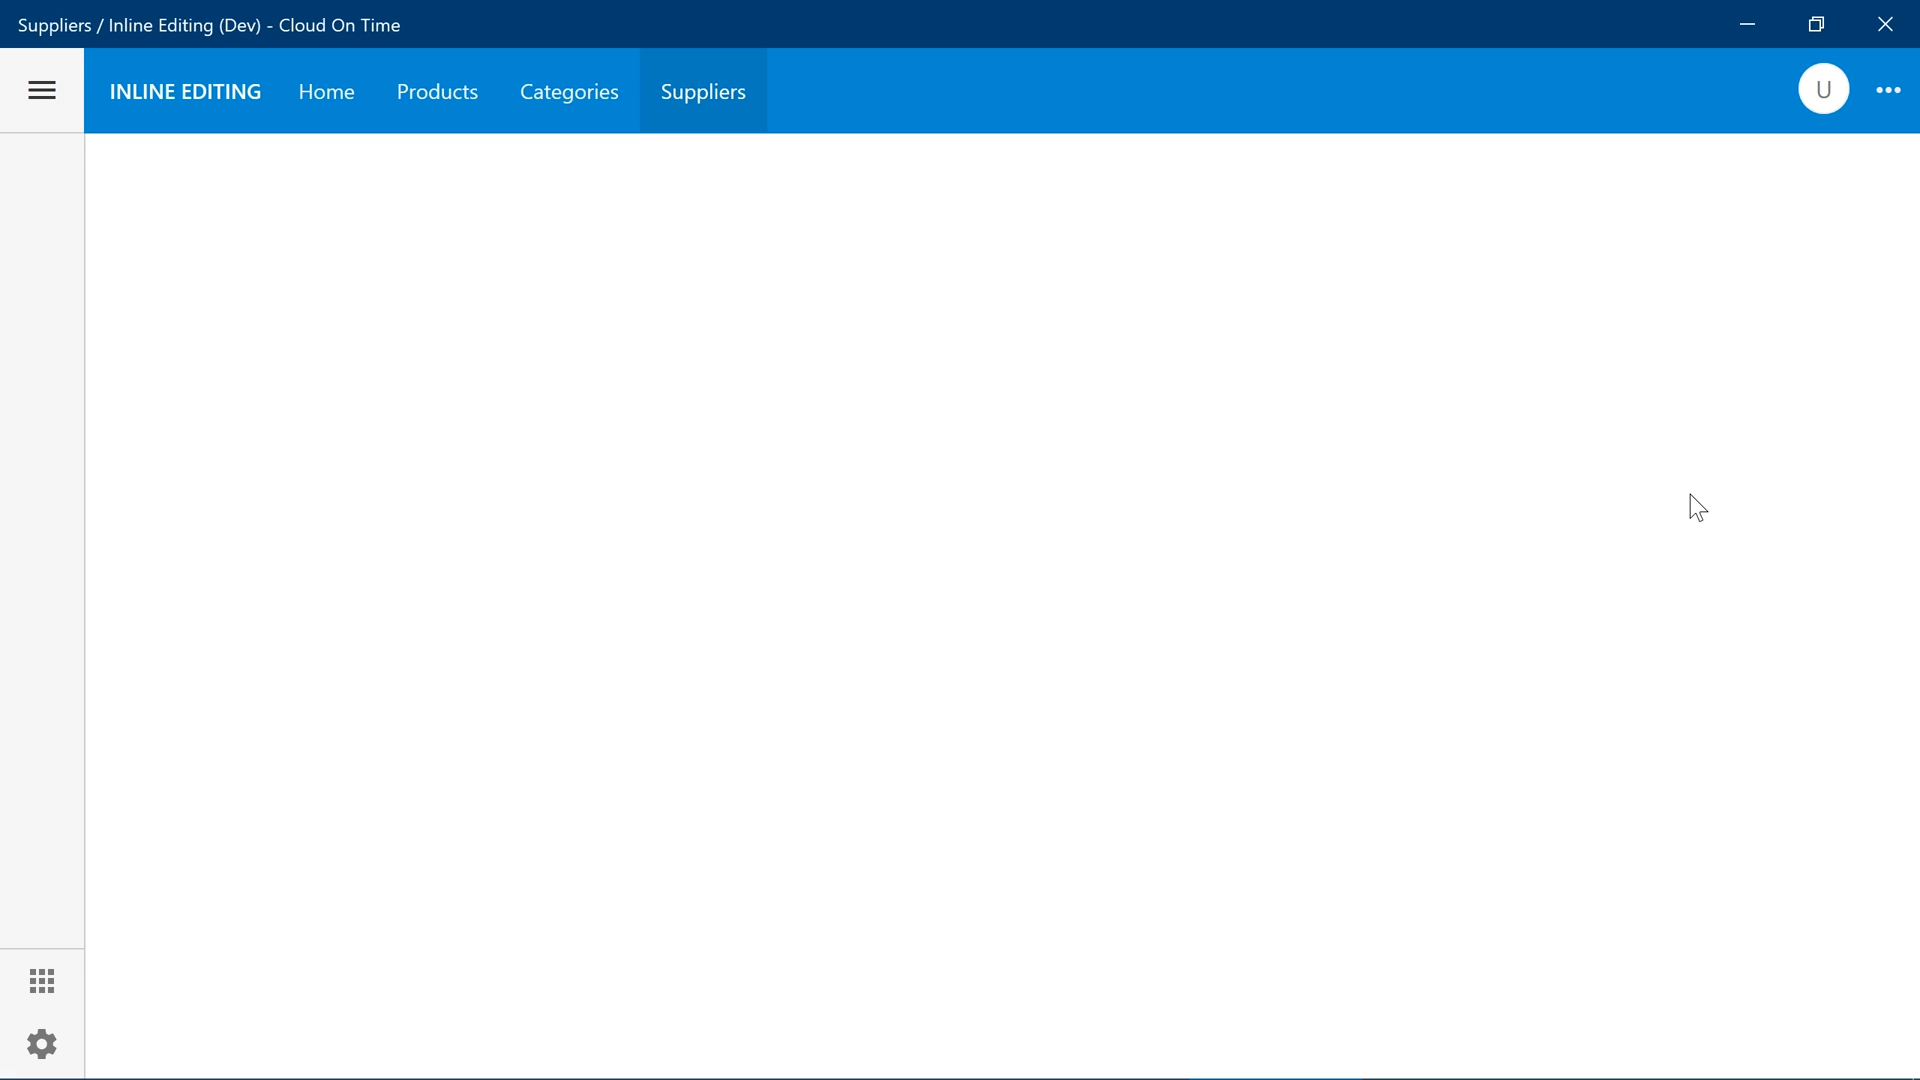 Suppliers / Inline Editing (Dev) - Cloud On Time
INLINE EDITING Home Products Categories Suppliers U